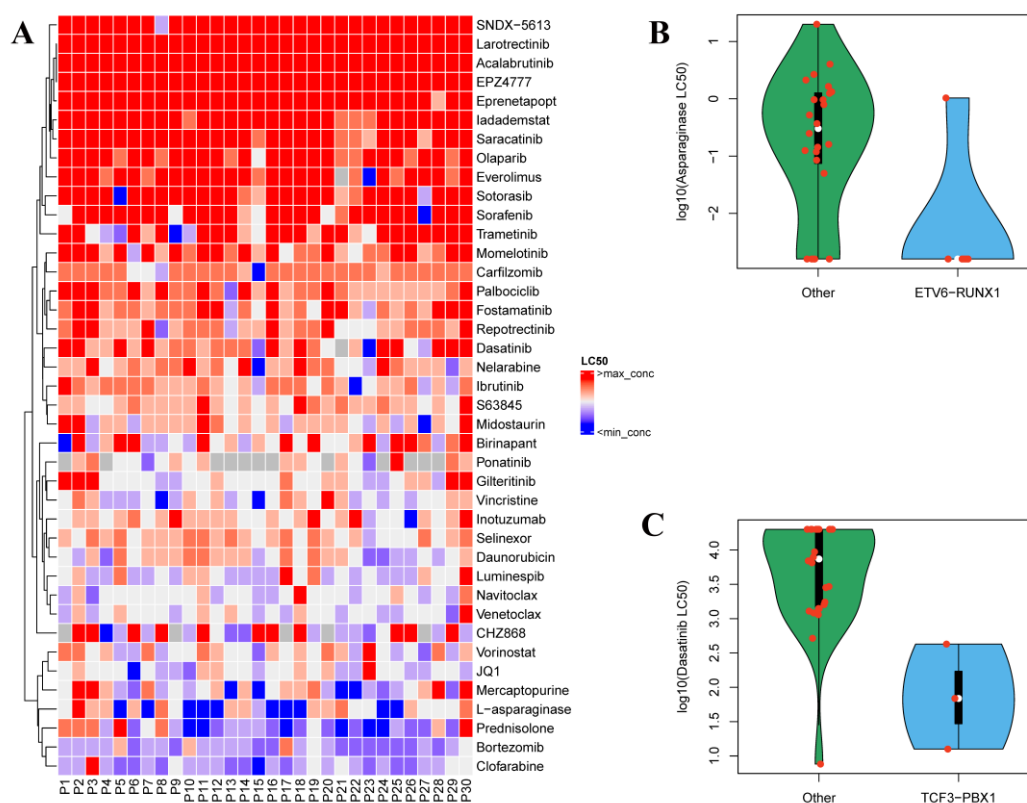 A
SNDX−5613
Larotrectinib
Acalabrutinib
EPZ4777
Eprenetapopt
Iadademstat
Saracatinib
Olaparib
Everolimus
Sotorasib
Sorafenib
Trametinib
Momelotinib
Carfilzomib
Palbociclib
Fostamatinib
Repotrectinib
Dasatinib
Nelarabine
Ibrutinib
S63845
Midostaurin
Birinapant
Ponatinib
Gilteritinib
Vincristine
Inotuzumab
Selinexor
Daunorubicin
Luminespib
Navitoclax
Venetoclax
CHZ868
Vorinostat
JQ1
Mercaptopurine
L−asparaginase
Prednisolone
Bortezomib
Clofarabine
P1 P2 P3 P4 P5 P6 P7 P8 P9 P10 P11 P12 P13 P14 P15 P16 P17 P18 P19 P20 P21 P22 P23 P24 P25 P26 P27 P28 P29 P30
LC50
>max_conc
<min_conc
B
log10(Asparaginase LC50)
1
0
−1
−2
Other ETV6−RUNX1
C
log10(Dasatinib LC50)
4.0
3.5
3.0
2.5
2.0
1.5
1.0
Other TCF3−PBX1